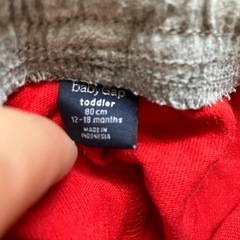 babyGap
toddler
80 cm
12-18 months
MADE IN
INDONESIA